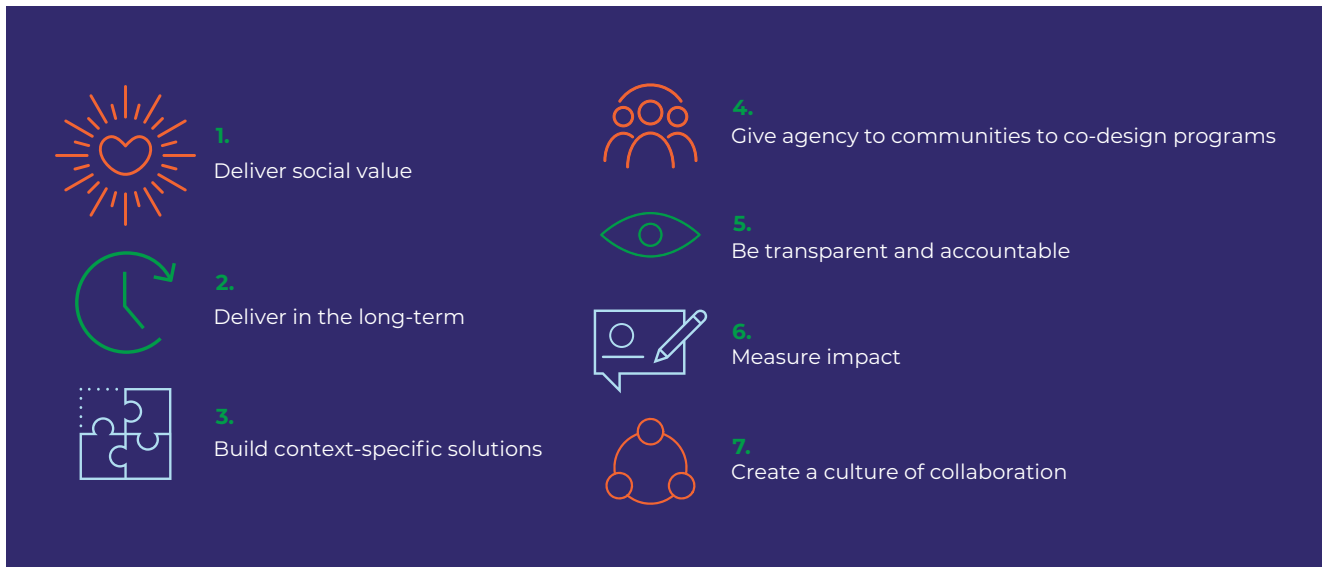 1.
Deliver social value
2.
Deliver in the long-term
3.
Build context-specific solutions
4.
Give agency to communities to co-design programs
5.
Be transparent and accountable
6.
Measure impact
7.
Create a culture of collaboration